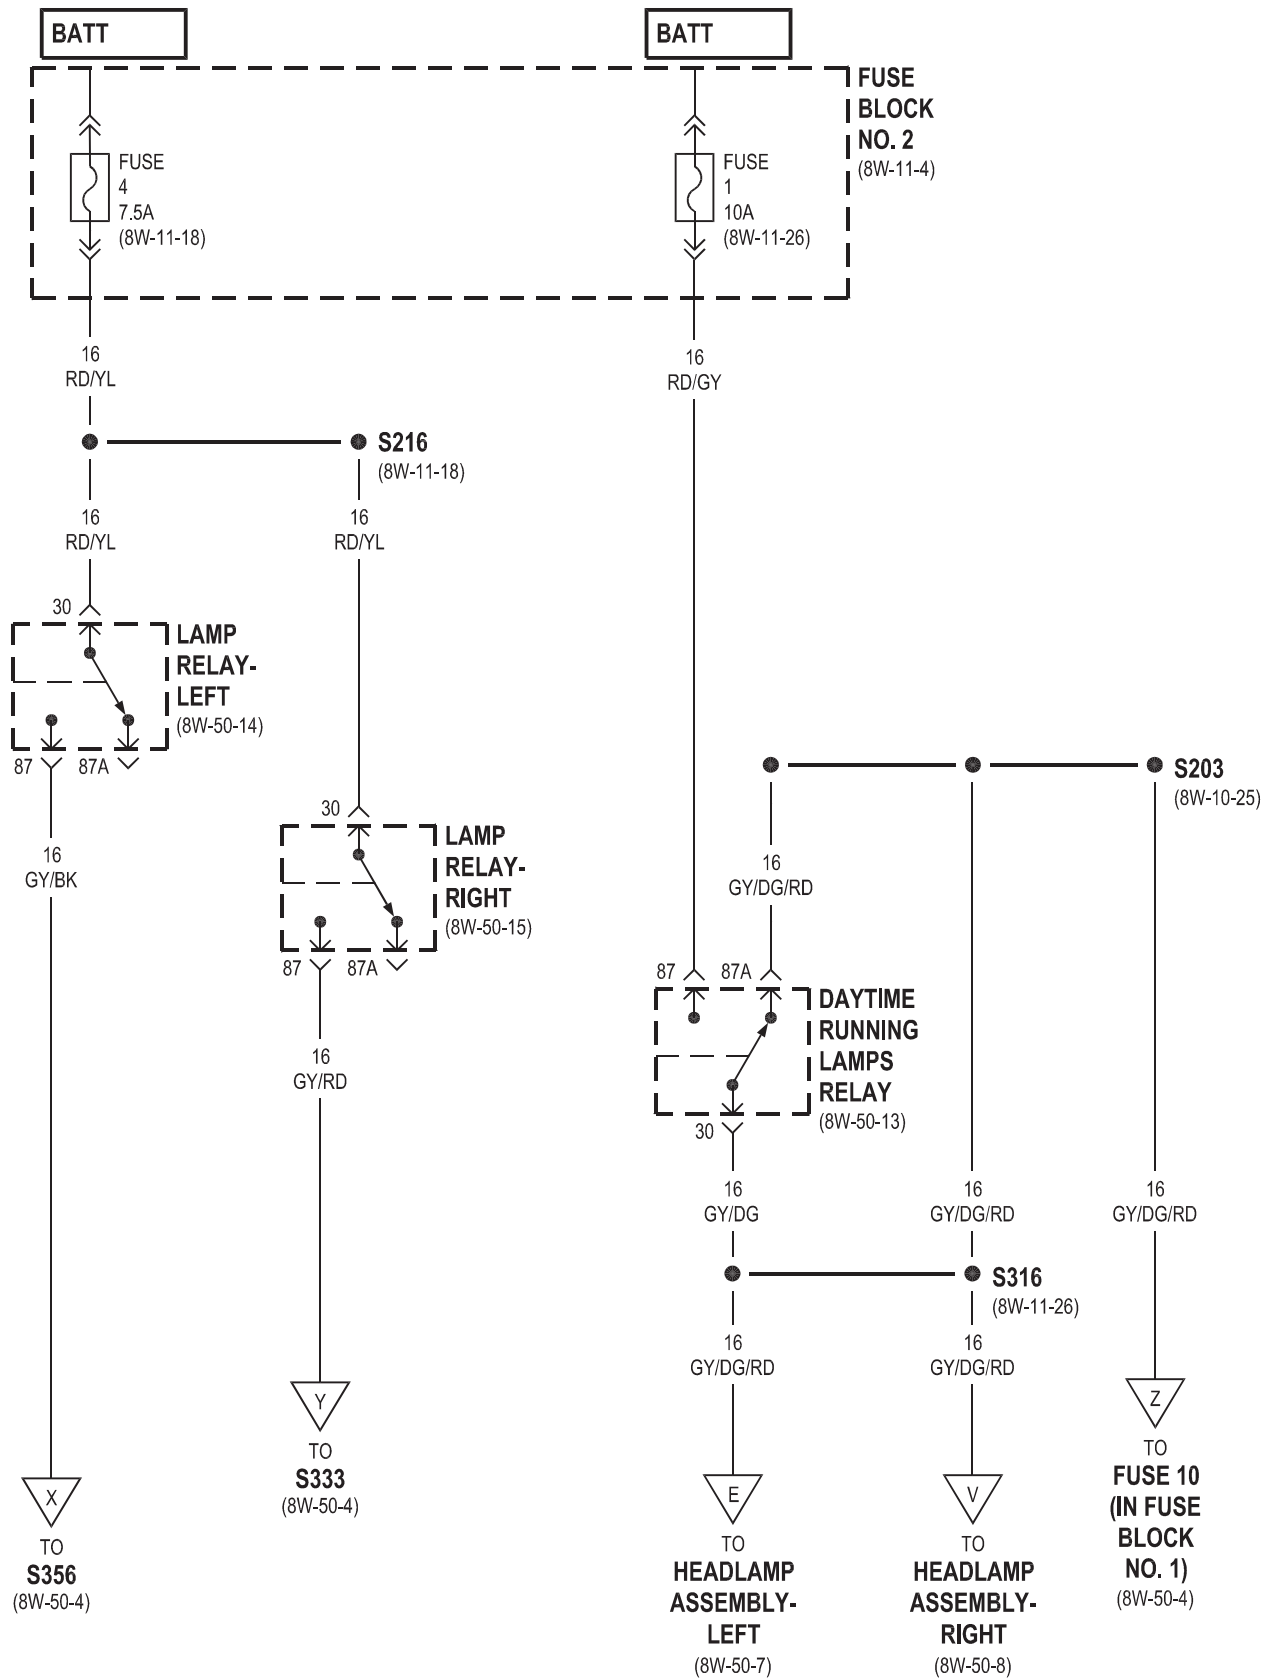 BATT
BATT
FUSE
BLOCK
NO. 2
(8W-11-4)
FUSE
4
7.5A
(8W-11-18)
FUSE
1
10A
(8W-11-26)
16
RD/YL
16
RD/GY
S216
(8W-11-18)
16
RD/YL
16
RD/YL
30
LAMP
RELAY-
LEFT
(8W-50-14)
87
87A
S203
(8W-10-25)
30
LAMP
RELAY-
RIGHT
(8W-50-15)
87
87A
16
GY/BK
16
GY/DG/RD
87
87A
DAYTIME
RUNNING
LAMPS
RELAY
(8W-50-13)
30
16
GY/RD
16
GY/DG
16
GY/DG/RD
16
GY/DG/RD
S316
(8W-11-26)
16
GY/DG/RD
16
GY/DG/RD
Y
TO
S333
(8W-50-4)
Z
TO
FUSE 10
(IN FUSE
BLOCK
NO. 1)
(8W-50-4)
X
TO
S356
(8W-50-4)
E
TO
HEADLAMP
ASSEMBLY-
LEFT
(8W-50-7)
V
TO
HEADLAMP
ASSEMBLY-
RIGHT
(8W-50-8)